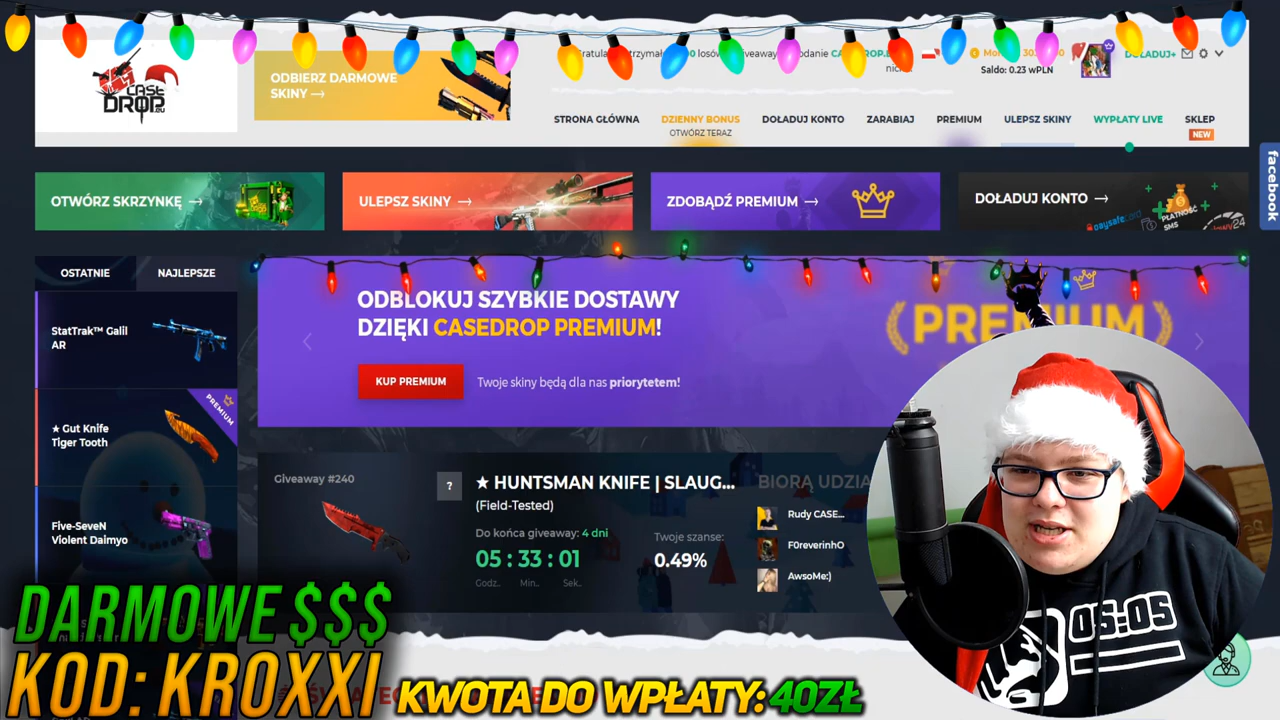 CASE
DROP.eu
ODBIERZ DARMOWE
SKINY →
Saldo: 0.23 wPLN
DOŁADUJ+
STRONA GŁÓWNA
DZIENNY BONUS
OTWÓRZ TERAZ
DOŁADUJ KONTO
ZARABIAJ
PREMIUM
ULEPSZ SKINY
WYPŁATY LIVE
SKLEP
NEW
facebook
OTWÓRZ SKRZYNKĘ →
ULEPSZ SKINY →
ZDOBĄDŹ PREMIUM →
DOŁADUJ KONTO →
paysafecard
PŁATNOŚĆ
SMS
OSTATNIE
NAJLEPSZE
StatTrak™ Galil
AR
PREMIUM
★ Gut Knife
Tiger Tooth
Five-SeveN
Violent Daimyo
ODBLOKUJ SZYBKIE DOSTAWY
DZIĘKI CASEDROP PREMIUM!
KUP PREMIUM
Twoje skiny będą dla nas priorytetem!
PREMIUM
Giveaway #240
?
★ HUNTSMAN KNIFE | SLAUG...
(Field-Tested)
Do końca giveaway: 4 dni
05 : 33 : 01
Godz.
Min.
Sek.
Twoje szanse:
0.49%
BIORĄ UDZIA
Rudy CASE...
F0reverinhO
AwsoMe:)
05:05
DARMOWE $$$
KOD: KROXXI
KWOTA DO WPŁATY: 40ZŁ